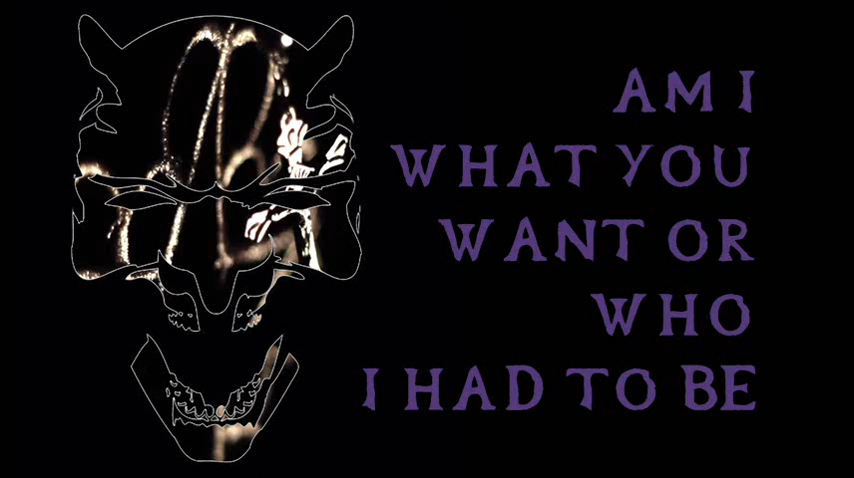 AM I
WHAT YOU
WANT OR
WHO
I HAD TO BE